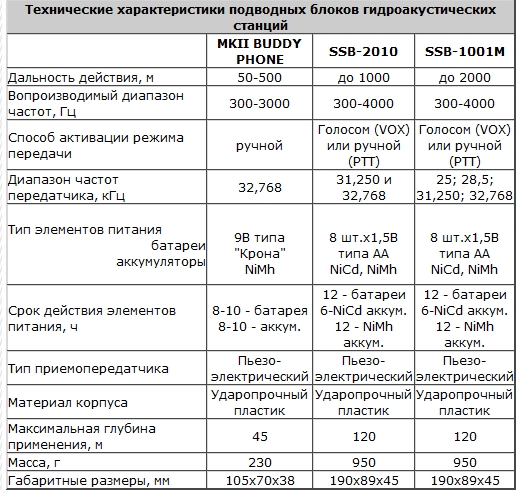 Технические характеристики подводных блоков гидроакустических
станций
MKII BUDDY
PHONE
SSB-2010
SSB-1001M
Дальность действия, м
50-500
до 1000
до 2000
Вопроизводимый диапазон
частот, Гц
300-3000
300-4000
300-4000
Способ активации режима
передачи
ручной
Голосом (VOX)
или ручной
(PTT)
Голосом (VOX)
или ручной
(PTT)
Диапазон частот
передатчика, кГц
32,768
31,250 и
32,768
25; 28,5;
31,250; 32,768
Тип элементов питания
батареи
аккумуляторы
9В типа
"Крона"
NiMh
8 шт.х1,5В
типа АА
NiCd, NiMh
8 шт.х1,5В
типа АА
NiCd, NiMh
Срок действия элементов
питания, ч
8-10 - батарея
8-10 - аккум.
12 - батареи
6-NiCd аккум.
12 - NiMh
аккум.
12 - батареи
6-NiCd аккум.
12 - NiMh
аккум.
Тип приемопередатчика
Пьезо-
электрический
Пьезо-
электрический
Пьезо-
электрический
Материал корпуса
Ударопрочный
пластик
Ударопрочный
пластик
Ударопрочный
пластик
Максимальная глубина
применения, м
45
120
120
Масса, г
230
950
950
Габаритные размеры, мм
105х70х38
190х89х45
190х89х45